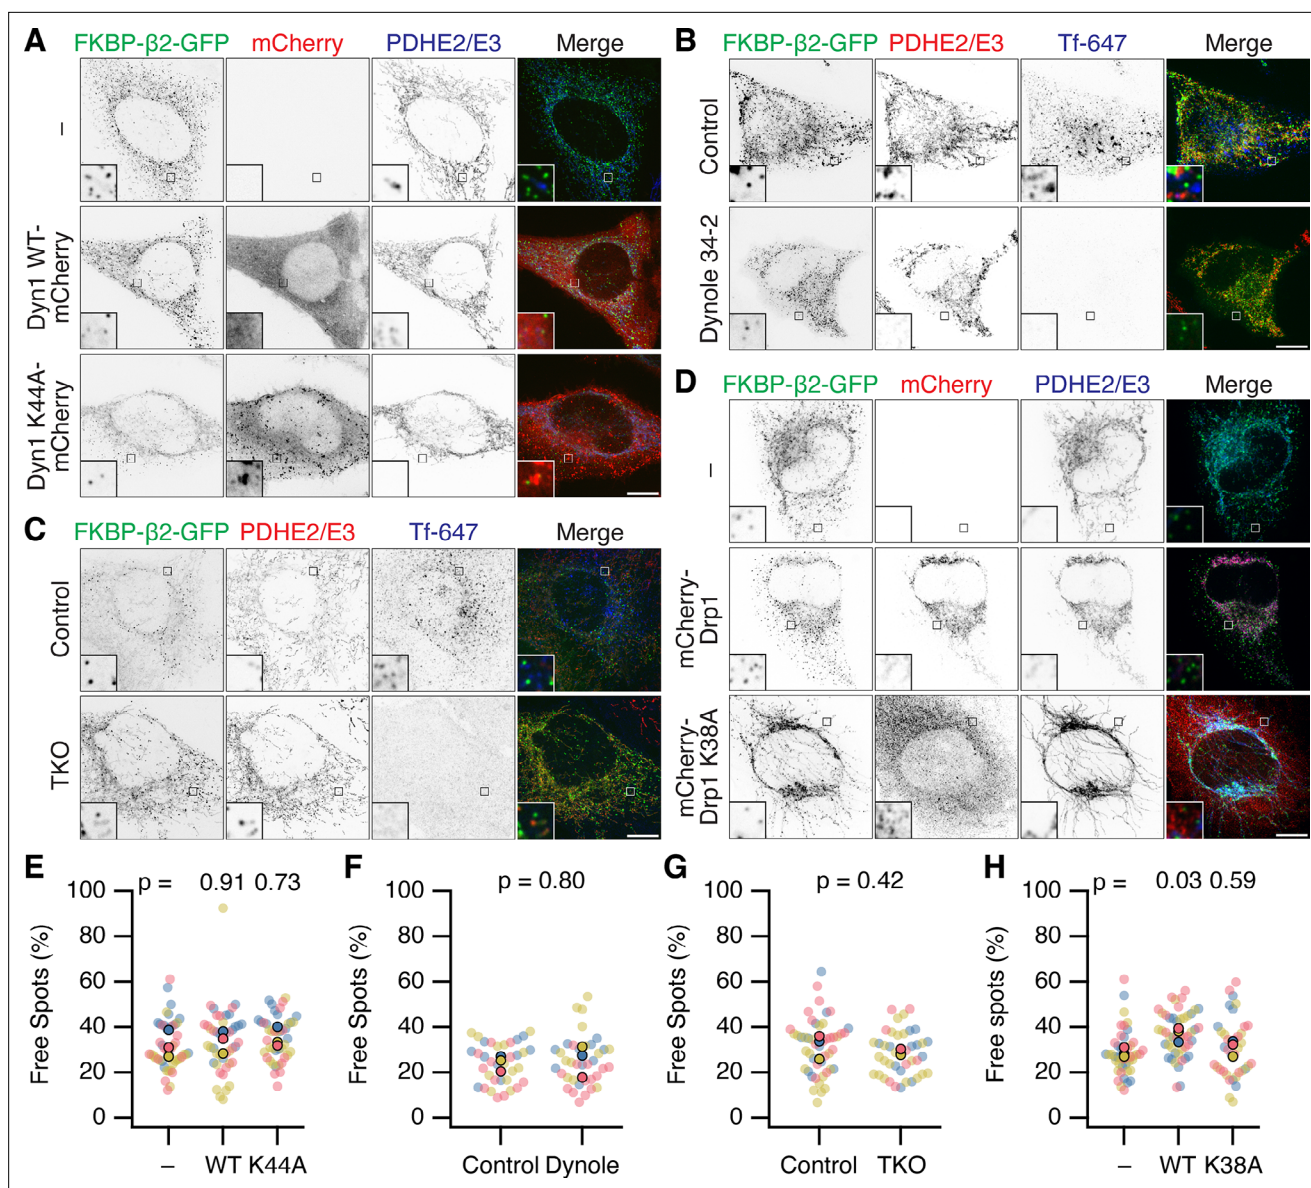 A
FKBP-β2-GFP mCherry PDHE2/E3 Merge
–
Dyn1 WT-
mCherry
Dyn1 K44A-
mCherry
B
FKBP-β2-GFP PDHE2/E3 Tf-647 Merge
Control
Dynole 34-2
C
FKBP-β2-GFP PDHE2/E3 Tf-647 Merge
Control
TKO
D
FKBP-β2-GFP mCherry PDHE2/E3 Merge
–
mCherry-
Drp1
mCherry-
Drp1 K38A
E
p = 0.91 0.73
Free Spots (%)
100
80
60
40
20
0
– WT K44A
F
p = 0.80
Free Spots (%)
100
80
60
40
20
0
Control Dynole
G
p = 0.42
Free Spots (%)
100
80
60
40
20
0
Control TKO
H
p = 0.03 0.59
Free spots (%)
100
80
60
40
20
0
– WT K38A